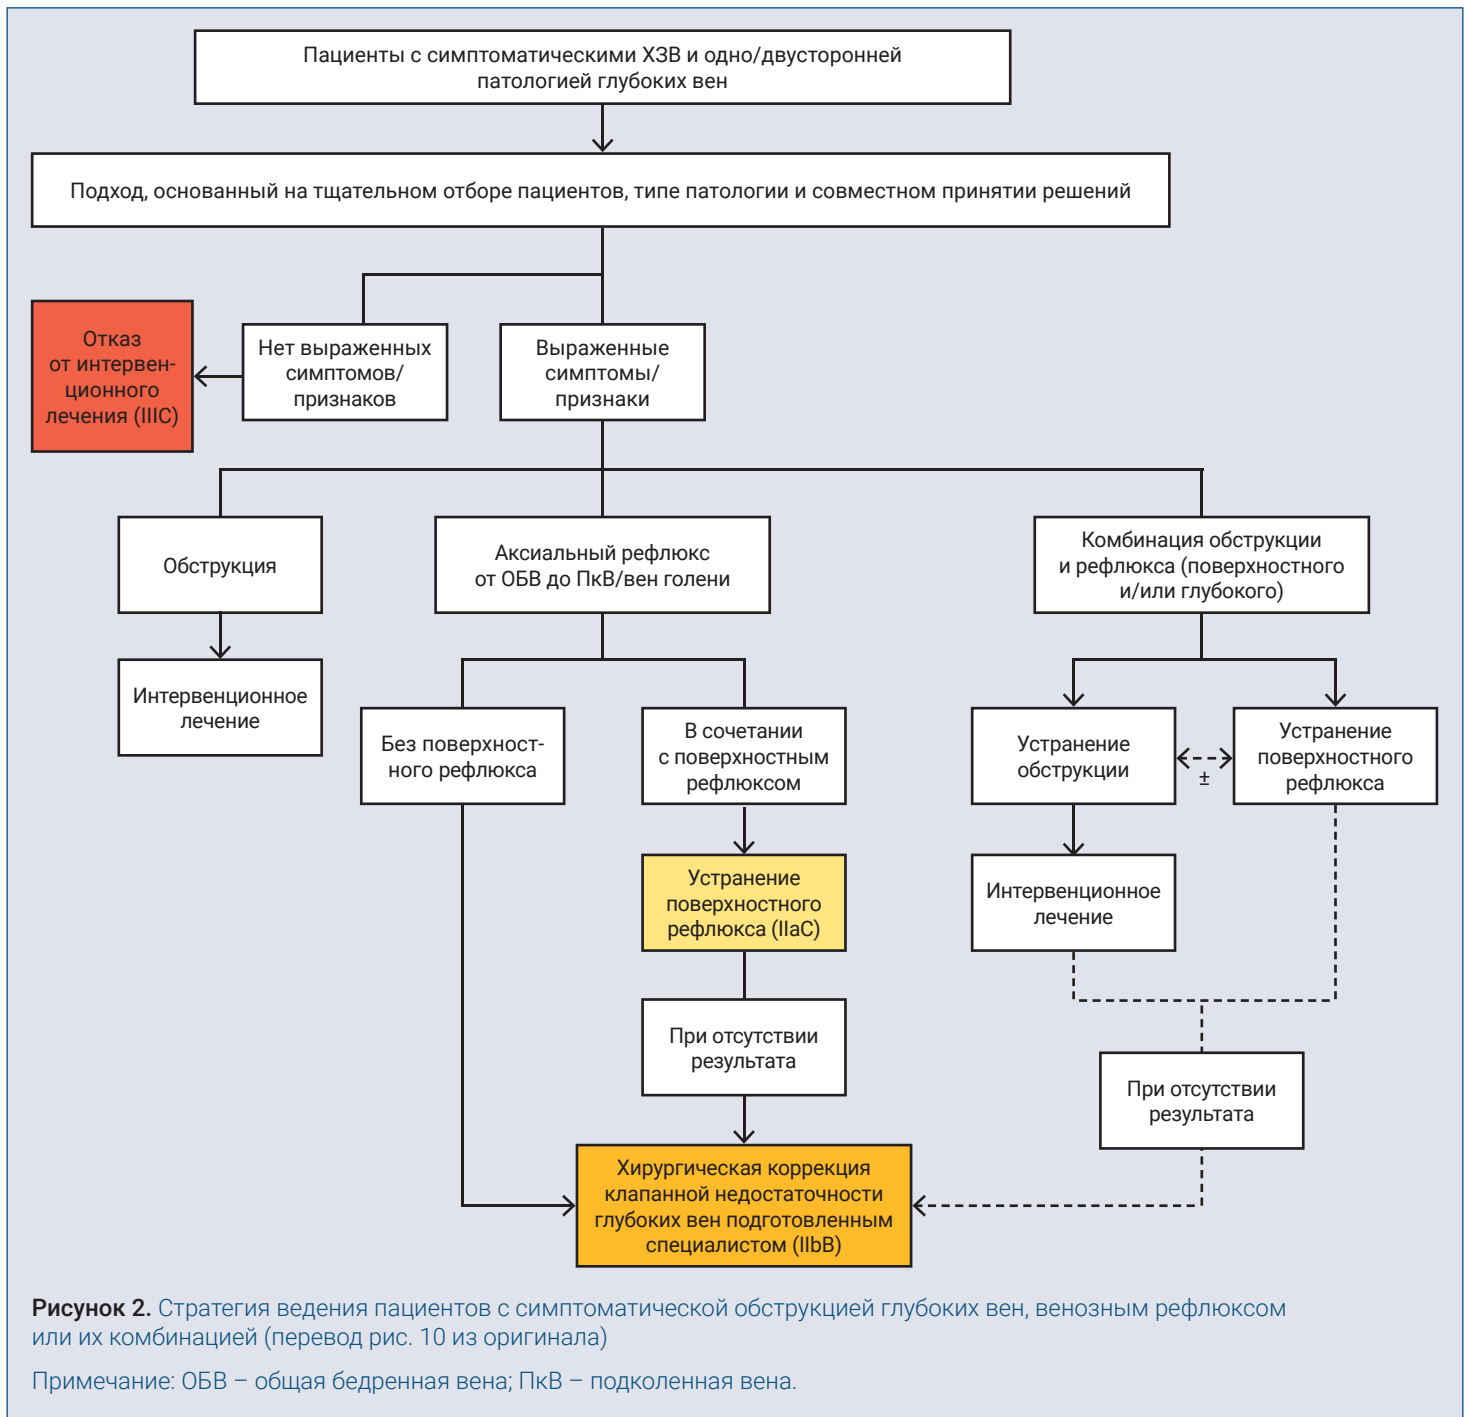 Пациенты с симптоматическими ХЗВ и одно/двусторонней
патологией глубоких вен
Подход, основанный на тщательном отборе пациентов, типе патологии и совместном принятии решений
Отказ
от интервен-
ционного
лечения (IIIC)
Нет выраженных
симптомов/
признаков
Выраженные
симптомы/
признаки
Обструкция
Аксиальный рефлюкс
от ОБВ до ПкВ/вен голени
Комбинация обструкции
и рефлюкса (поверхностного
и/или глубокого)
Интервенционное
лечение
Без поверхност-
ного рефлюкса
В сочетании
с поверхностным
рефлюксом
Устранение
обструкции
±
Устранение
поверхностного
рефлюкса
Устранение
поверхностного
рефлюкса (IIaC)
Интервенционное
лечение
При отсутствии
результата
При отсутствии
результата
Хирургическая коррекция
клапанной недостаточности
глубоких вен подготовленным
специалистом (IIbB)
Рисунок 2. Стратегия ведения пациентов с симптоматической обструкцией глубоких вен, венозным рефлюксом
или их комбинацией (перевод рис. 10 из оригинала)
Примечание: ОБВ – общая бедренная вена; ПкВ – подколенная вена.